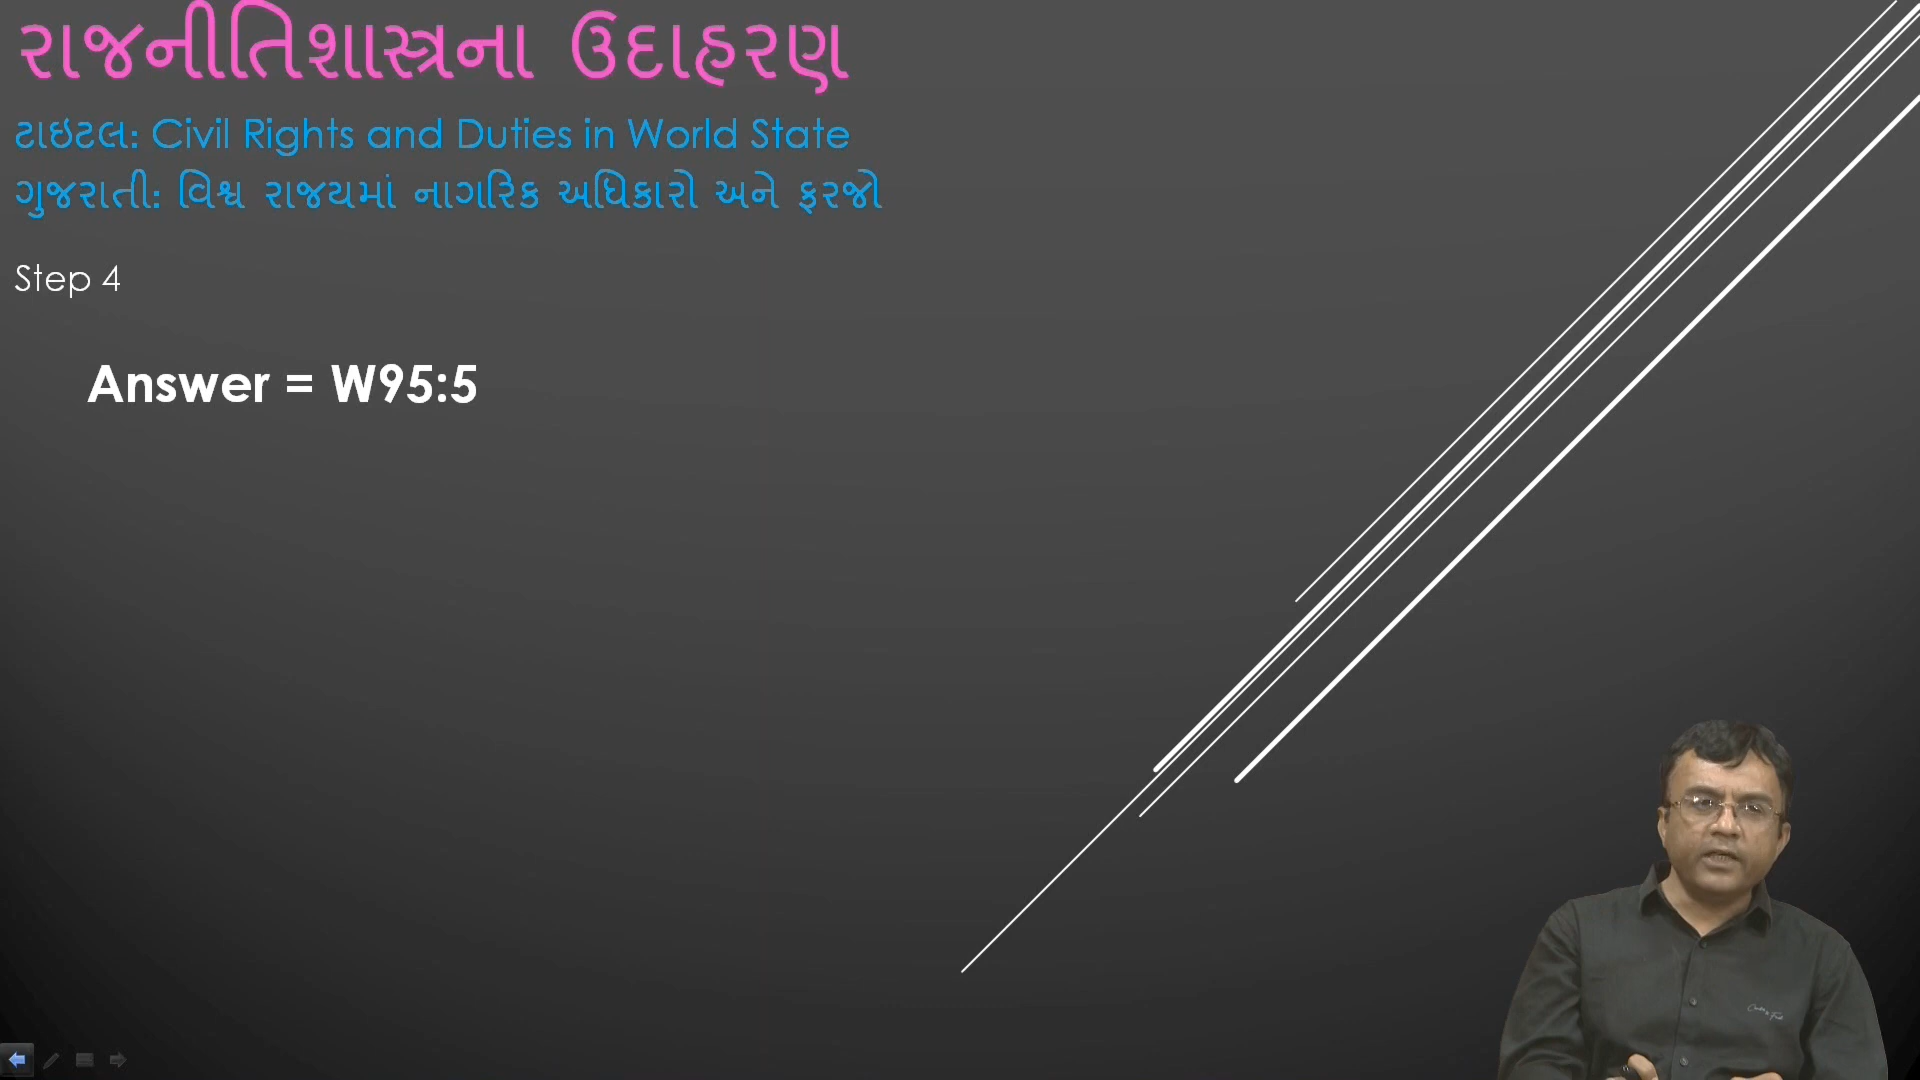 રાજનીતિશાસ્ત્રના ઉદાહરણ
ટાઇટલ: Civil Rights and Duties in World State
ગુજરાતી: વિશ્વ રાજ્યમાં નાગરિક અધિકારો અને ફરજો
Step 4
Answer = W95:5